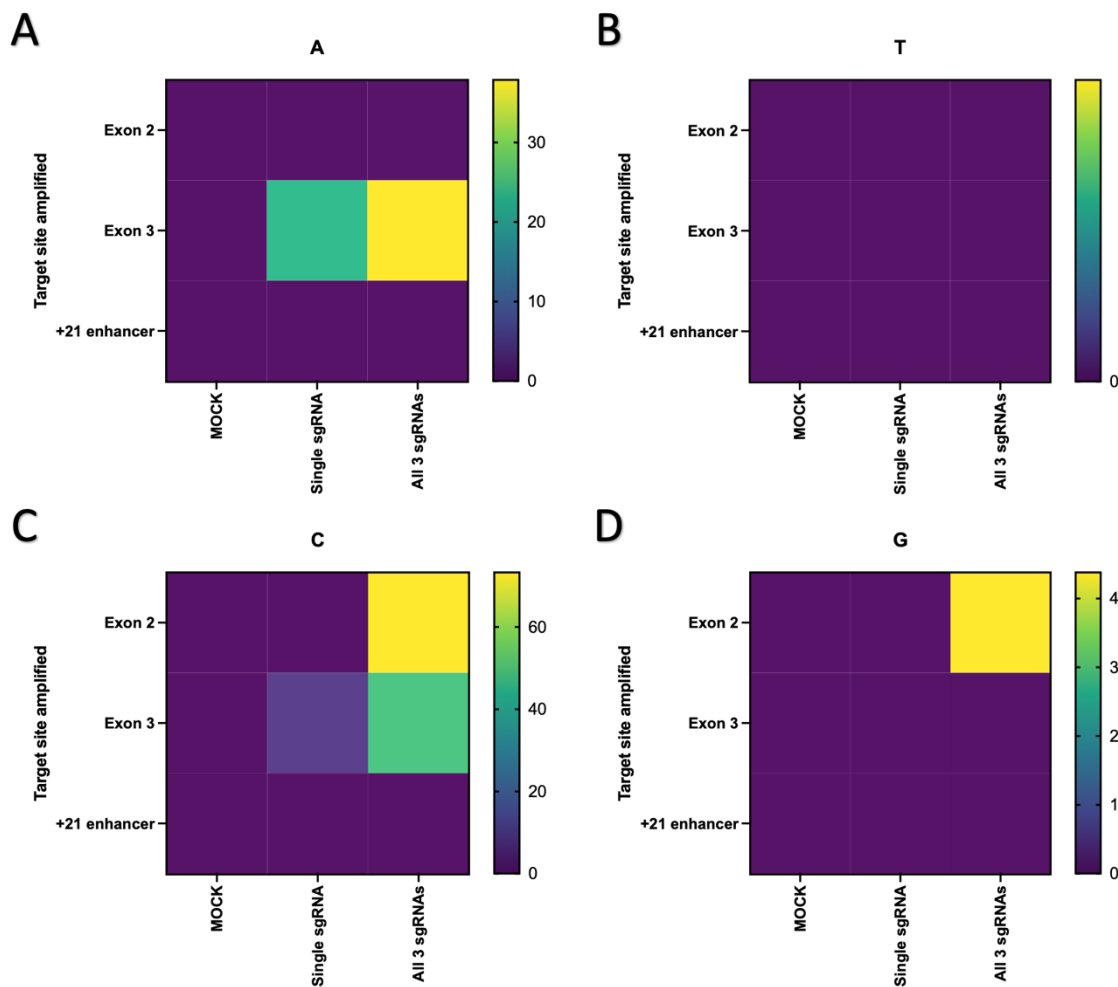 A
B
A
T
Target site amplified
Exon 2
Exon 3
+21 enhancer
30
20
10
0
MOCK
Single sgRNA
All 3 sgRNAs
Target site amplified
Exon 2
Exon 3
+21 enhancer
0
MOCK
Single sgRNA
All 3 sgRNAs
C
D
C
G
Target site amplified
Exon 2
Exon 3
+21 enhancer
60
40
20
0
MOCK
Single sgRNA
All 3 sgRNAs
Target site amplified
Exon 2
Exon 3
+21 enhancer
4
3
2
1
0
MOCK
Single sgRNA
All 3 sgRNAs